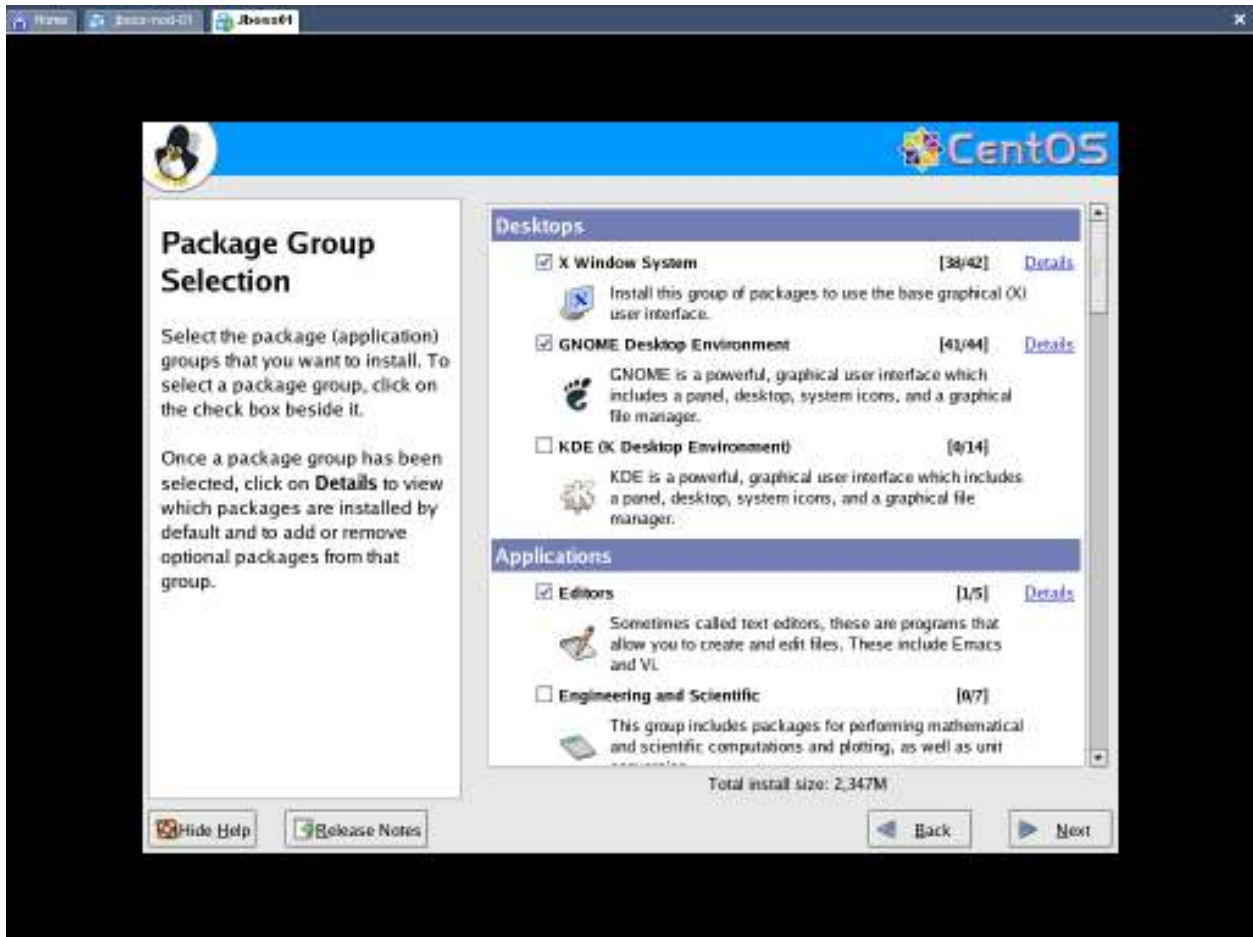 Home
Jboss01
CentOS
Package Group
Selection
Select the package (application)
groups that you want to install. To
select a package group, click on
the check box beside it.
Once a package group has been
selected, click on Details to view
which packages are installed by
default and to add or remove
optional packages from that
group.
Desktops
X Window System [38/42] Details
Install this group of packages to use the base graphical (X)
user interface.
GNOME Desktop Environment [41/44] Details
GNOME is a powerful, graphical user interface which
includes a panel, desktop, system icons, and a graphical
file manager.
KDE (K Desktop Environment) [0/14]
KDE is a powerful, graphical user interface which includes
a panel, desktop, system icons, and a graphical file
manager.
Applications
Editors [1/5] Details
Sometimes called text editors, these are programs that
allow you to create and edit files. These include Emacs
and Vi.
Engineering and Scientific [0/7]
This group includes packages for performing mathematical
and scientific computations and plotting, as well as unit
Total install size: 2,347M
Hide Help
Release Notes
Back
Next